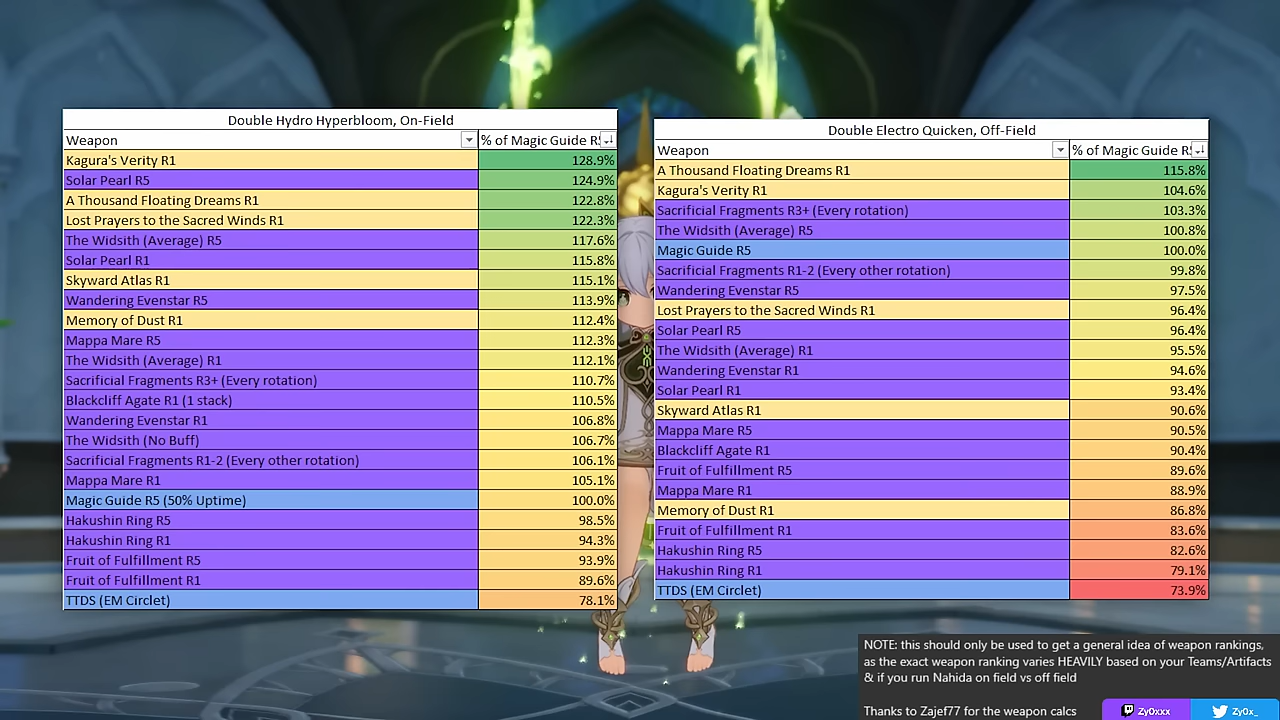 Double Hydro Hyperbloom, On-Field
Weapon % of Magic Guide R5
Kagura's Verity R1 128.9%
Solar Pearl R5 124.9%
A Thousand Floating Dreams R1 122.8%
Lost Prayers to the Sacred Winds R1 122.3%
The Widsith (Average) R5 117.6%
Solar Pearl R1 115.8%
Skyward Atlas R1 115.1%
Wandering Evenstar R5 113.9%
Memory of Dust R1 112.4%
Mappa Mare R5 112.3%
The Widsith (Average) R1 112.1%
Sacrificial Fragments R3+ (Every rotation) 110.7%
Blackcliff Agate R1 (1 stack) 110.5%
Wandering Evenstar R1 106.8%
The Widsith (No Buff) 106.7%
Sacrificial Fragments R1-2 (Every other rotation) 106.1%
Mappa Mare R1 105.1%
Magic Guide R5 (50% Uptime) 100.0%
Hakushin Ring R5 98.5%
Hakushin Ring R1 94.3%
Fruit of Fulfillment R5 93.9%
Fruit of Fulfillment R1 89.6%
TTDS (EM Circlet) 78.1%
Double Electro Quicken, Off-Field
Weapon % of Magic Guide R5
A Thousand Floating Dreams R1 115.8%
Kagura's Verity R1 104.6%
Sacrificial Fragments R3+ (Every rotation) 103.3%
The Widsith (Average) R5 100.8%
Magic Guide R5 100.0%
Sacrificial Fragments R1-2 (Every other rotation) 99.8%
Wandering Evenstar R5 97.5%
Lost Prayers to the Sacred Winds R1 96.4%
Solar Pearl R5 96.4%
The Widsith (Average) R1 95.5%
Wandering Evenstar R1 94.6%
Solar Pearl R1 93.4%
Skyward Atlas R1 90.6%
Mappa Mare R5 90.5%
Blackcliff Agate R1 90.4%
Fruit of Fulfillment R5 89.6%
Mappa Mare R1 88.9%
Memory of Dust R1 86.8%
Fruit of Fulfillment R1 83.6%
Hakushin Ring R5 82.6%
Hakushin Ring R1 79.1%
TTDS (EM Circlet) 73.9%
NOTE: this should only be used to get a general idea of weapon rankings,
as the exact weapon ranking varies HEAVILY based on your Teams/Artifacts
& if you run Nahida on field vs off field
Thanks to Zajef77 for the weapon calcs
Zy0xxx
Zy0x_